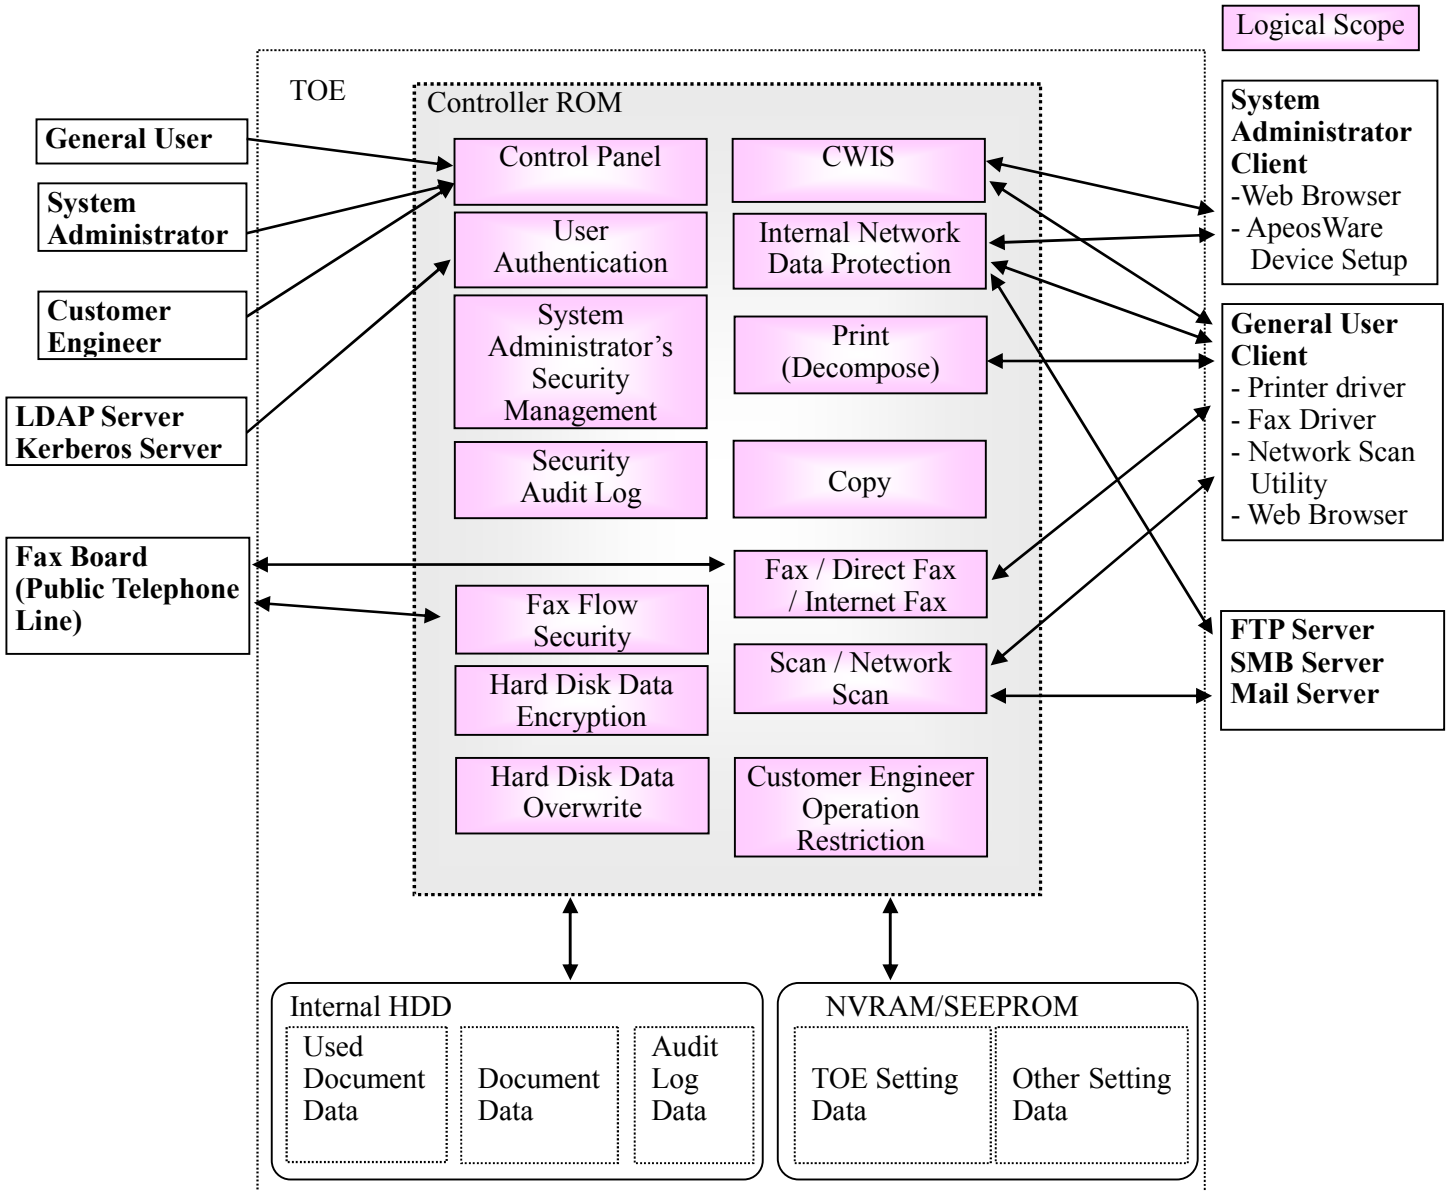 Logical Scope
TOE
Controller ROM
General User
System
Administrator
Customer
Engineer
LDAP Server
Kerberos Server
Fax Board
(Public Telephone
Line)
Control Panel
User
Authentication
System
Administrator’s
Security
Management
Security
Audit Log
Fax Flow
Security
Hard Disk Data
Encryption
Hard Disk Data
Overwrite
CWIS
Internal Network
Data Protection
Print
(Decompose)
Copy
Fax / Direct Fax
/ Internet Fax
Scan / Network
Scan
Customer Engineer
Operation
Restriction
System
Administrator
Client
-Web Browser
- ApeosWare
Device Setup
General User
Client
- Printer driver
- Fax Driver
- Network Scan
Utility
- Web Browser
FTP Server
SMB Server
Mail Server
Internal HDD
Used
Document
Data
Document
Data
Audit
Log
Data
NVRAM/SEEPROM
TOE Setting
Data
Other Setting
Data